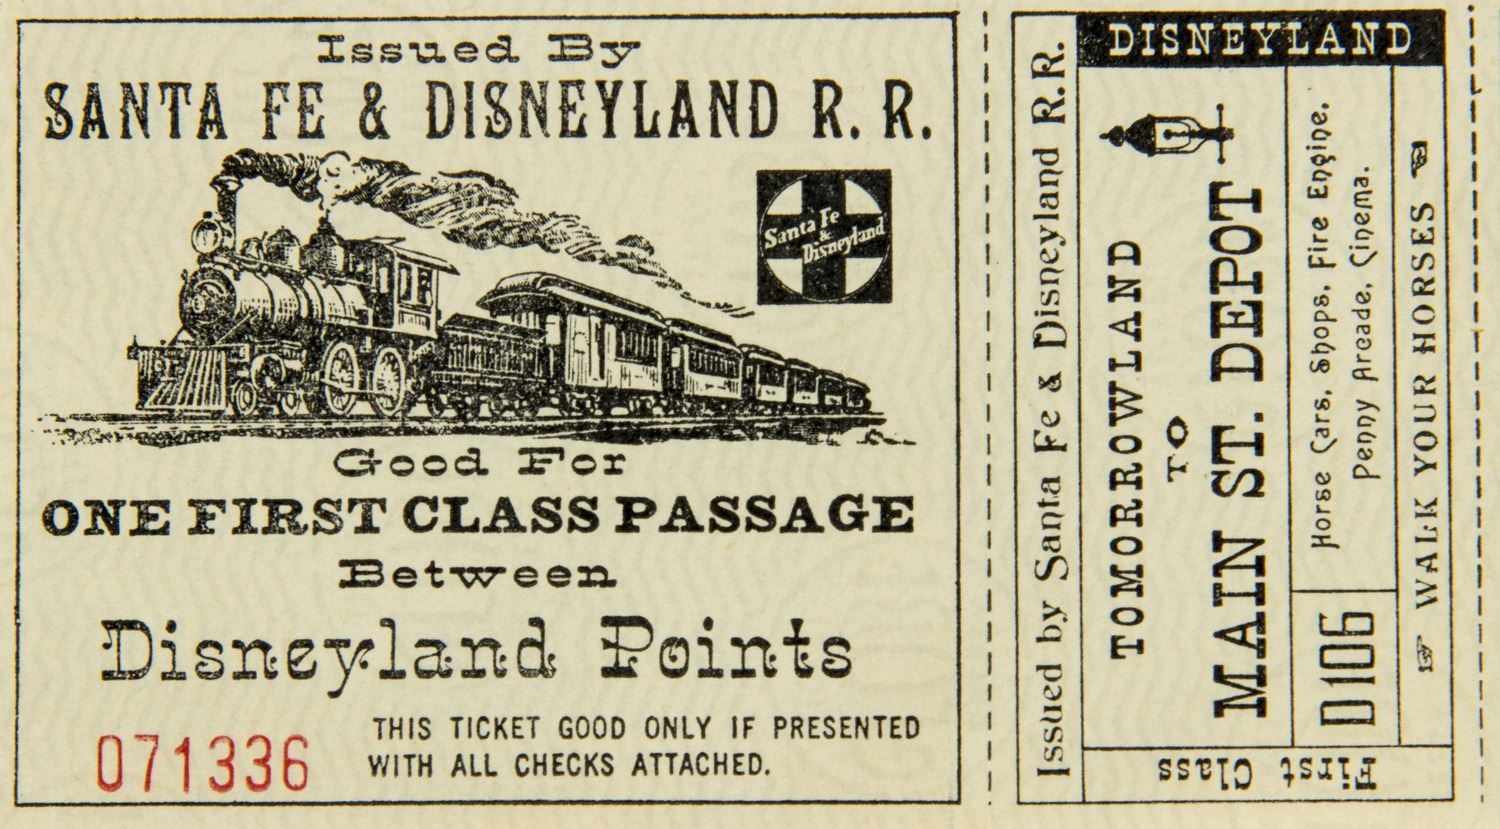 Issued By
SANTA FE & DISNEYLAND R. R.
Santa Fe
&
Disneyland
Good For
ONE FIRST CLASS PASSAGE
Between
Disneyland Points
071336
THIS TICKET GOOD ONLY IF PRESENTED
WITH ALL CHECKS ATTACHED.
Issued by Santa Fe & Disneyland R.R.
DISNEYLAND
TOMORROWLAND
TO
MAIN ST. DEPOT
Horse Cars, Shops, Fire Engine,
Penny Arcade, Cinema.
D106
WALK YOUR HORSES
First Class